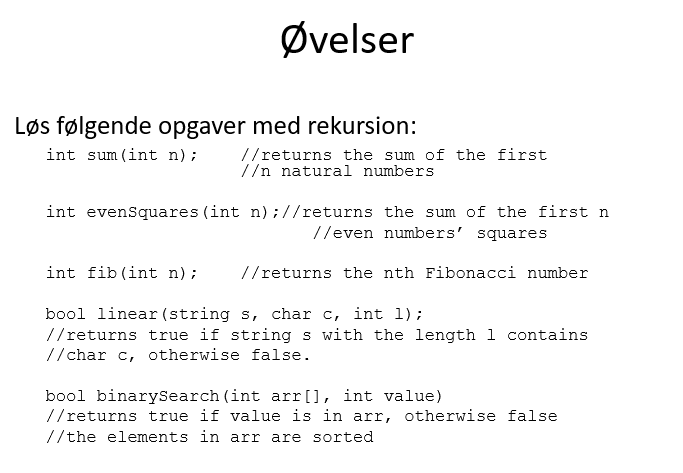 Øvelser
Løs følgende opgaver med rekursion:
int sum(int n); //returns the sum of the first
//n natural numbers
int evenSquares(int n);//returns the sum of the first n
//even numbers’ squares
int fib(int n); //returns the nth Fibonacci number
bool linear(string s, char c, int l);
//returns true if string s with the length l contains
//char c, otherwise false.
bool binarySearch(int arr[], int value)
//returns true if value is in arr, otherwise false
//the elements in arr are sorted